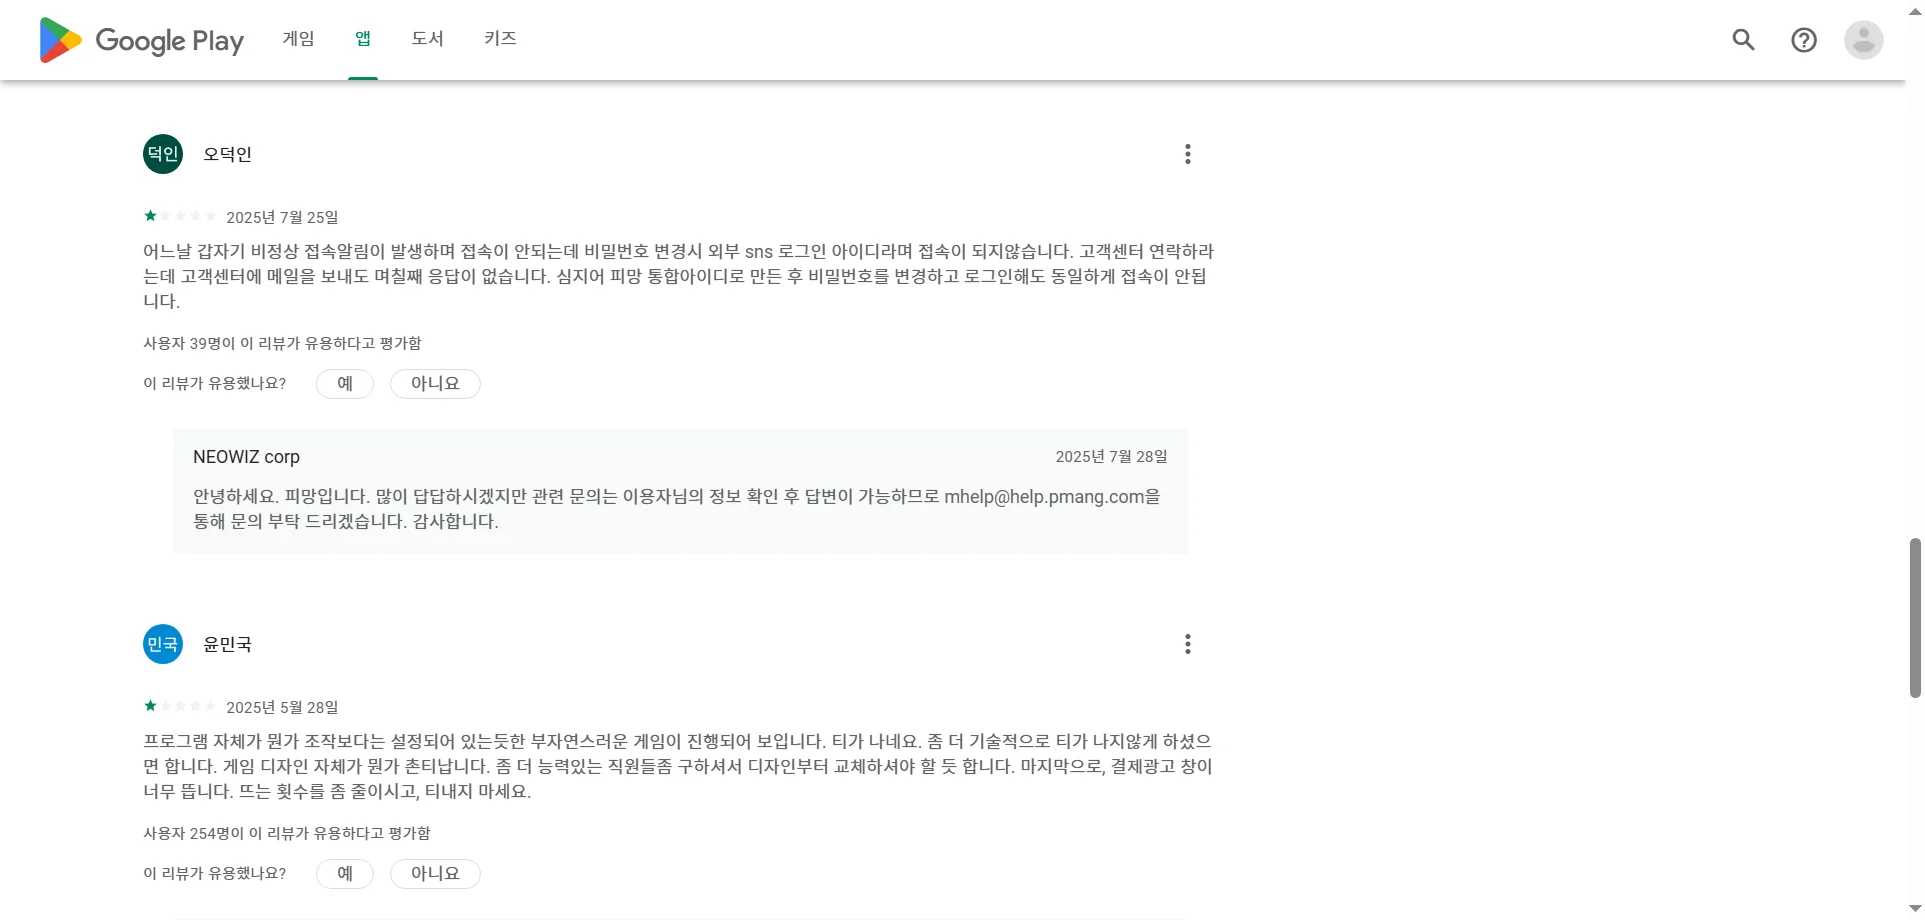 Google Play 게임 앱 도서 키즈
덕인 오덕인
2025년 7월 25일
어느날 갑자기 비정상 접속알림이 발생하며 접속이 안되는데 비밀번호 변경시 외부 sns 로그인 아이디라며 접속이 되지않습니다. 고객센터 연락하라
는데 고객센터에 메일을 보내도 며칠째 응답이 없습니다. 심지어 피망 통합아이디로 만든 후 비밀번호를 변경하고 로그인해도 동일하게 접속이 안됩
니다.
사용자 39명이 이 리뷰가 유용하다고 평가함
이 리뷰가 유용했나요? 예 아니요
NEOWIZ corp 2025년 7월 28일
안녕하세요. 피망입니다. 많이 답답하시겠지만 관련 문의는 이용자님의 정보 확인 후 답변이 가능하므로 mhelp@help.pmang.com을
통해 문의 부탁 드리겠습니다. 감사합니다.
민국 윤민국
2025년 5월 28일
프로그램 자체가 뭔가 조작보다는 설정되어 있는듯한 부자연스러운 게임이 진행되어 보입니다. 티가 나네요. 좀 더 기술적으로 티가 나지않게 하셨으
면 합니다. 게임 디자인 자체가 뭔가 촌티납니다. 좀 더 능력있는 직원들좀 구하셔서 디자인부터 교체하셔야 할 듯 합니다. 마지막으로, 결제광고 창이
너무 뜹니다. 뜨는 횟수를 좀 줄이시고, 티내지 마세요.
사용자 254명이 이 리뷰가 유용하다고 평가함
이 리뷰가 유용했나요? 예 아니요